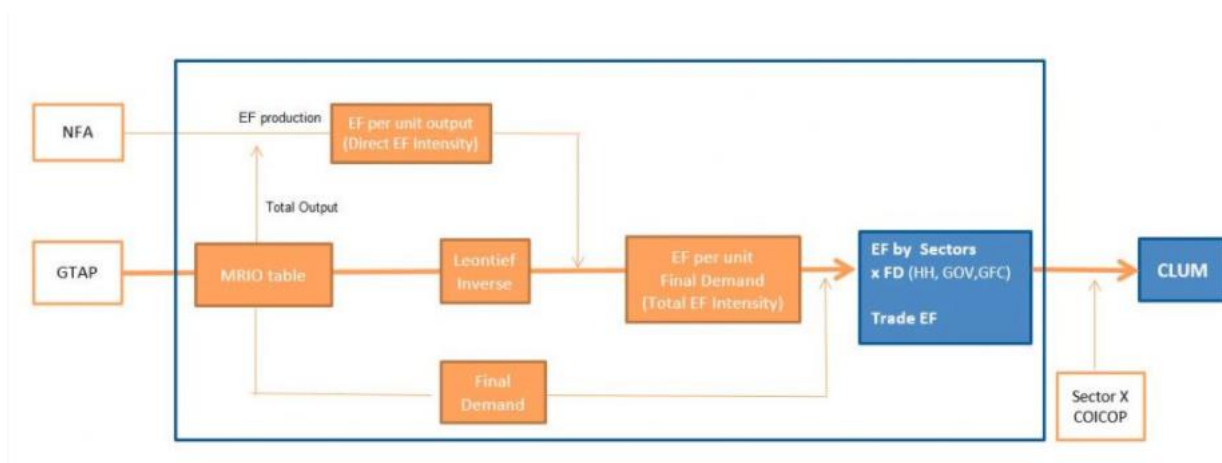 NFA
EF production
EF per unit output
(Direct EF Intensity)
Total Output
GTAP
MRIO table
Leontief
Inverse
EF per unit
Final Demand
(Total EF Intensity)
EF by Sectors
x FD (HH, GOV,GFC)
Trade EF
CLUM
Final
Demand
Sector X
COICOP